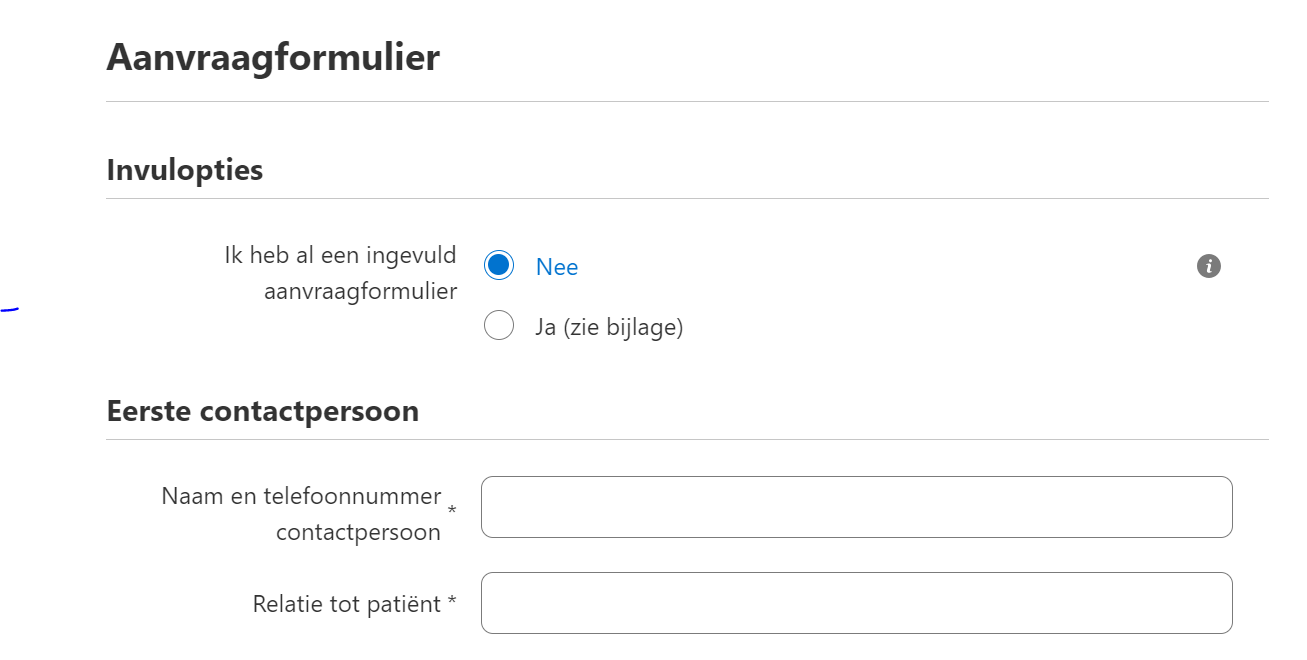 Aanvraagformulier
Invulopties
Ik heb al een ingevuld
aanvraagformulier
Nee
Ja (zie bijlage)
Eerste contactpersoon
Naam en telefoonnummer *
contactpersoon
Relatie tot patiënt *